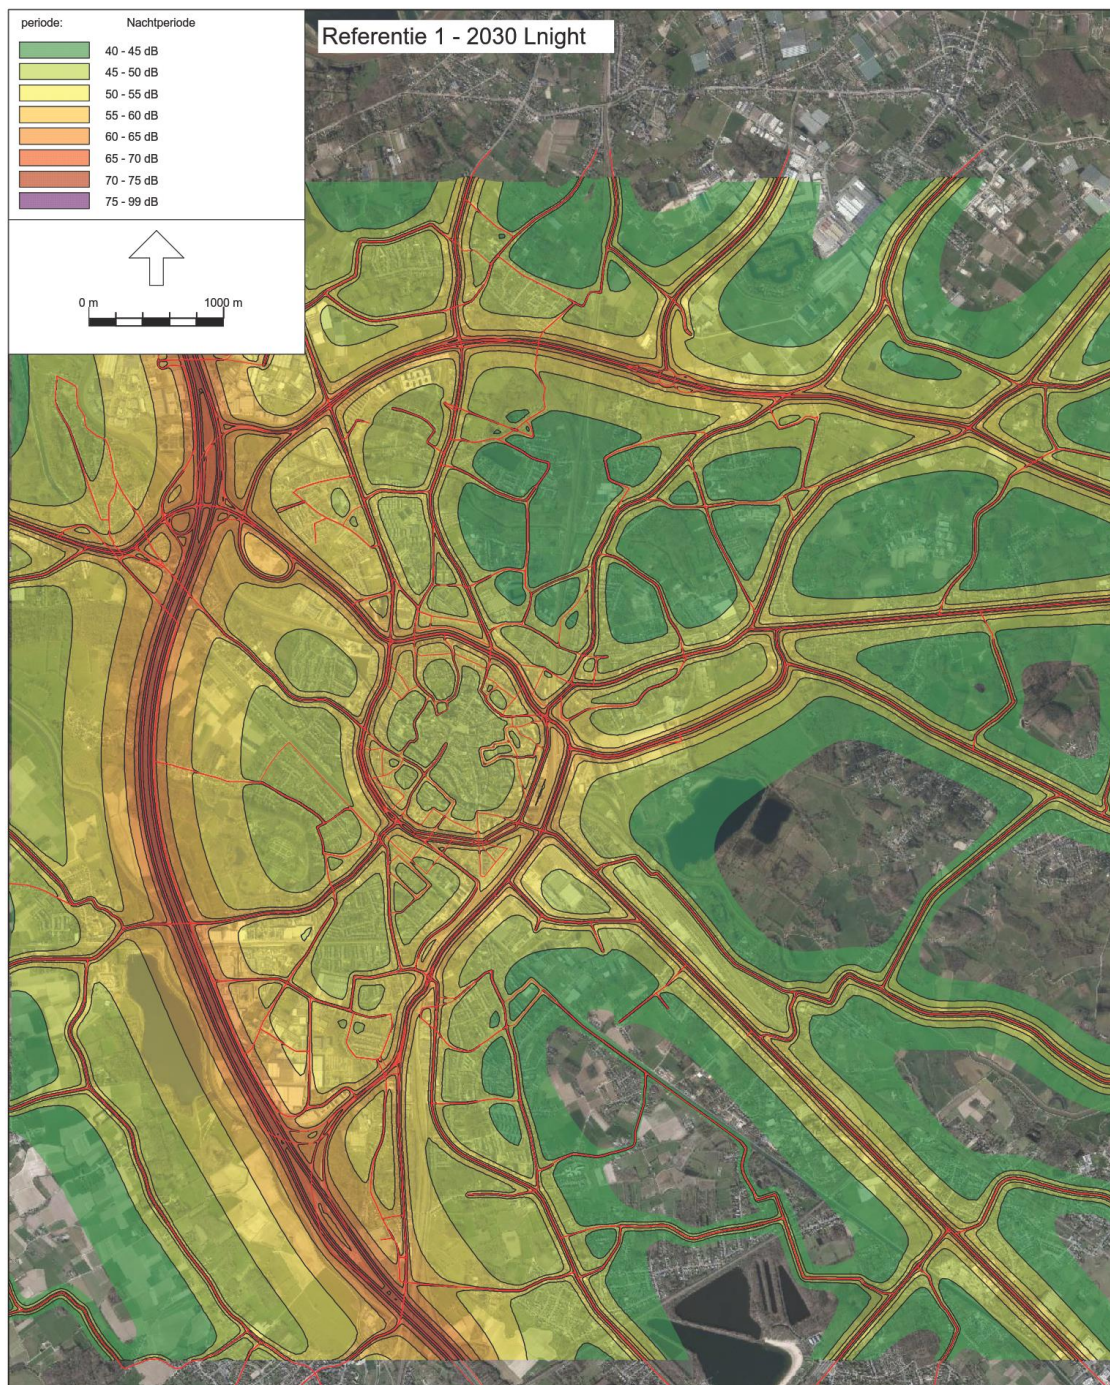 periode: Nachtperiode
40 - 45 dB
45 - 50 dB
50 - 55 dB
55 - 60 dB
60 - 65 dB
65 - 70 dB
70 - 75 dB
75 - 99 dB
0 m 1000 m
Referentie 1 - 2030 Lnight